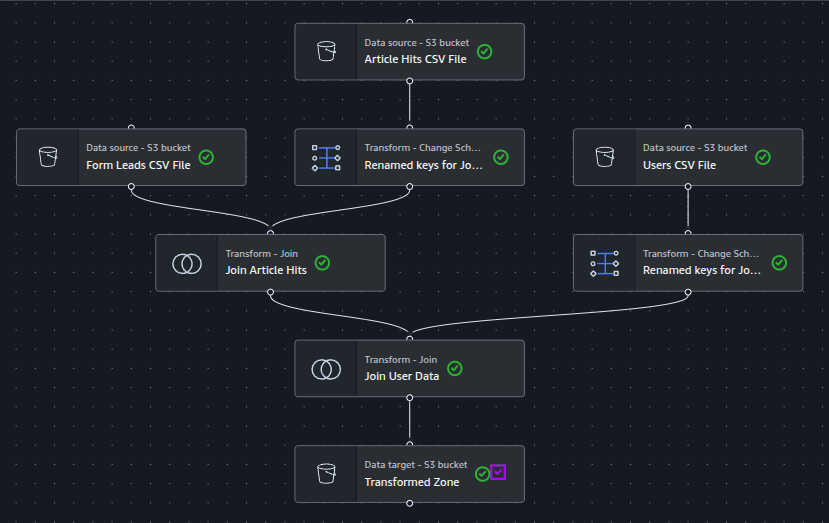 Data source - S3 bucket
Article Hits CSV File
Data source - S3 bucket
Form Leads CSV File
Transform - Change Sch...
Renamed keys for Jo...
Data source - S3 bucket
Users CSV File
Transform - Join
Join Article Hits
Transform - Change Sch...
Renamed keys for Jo...
Transform - Join
Join User Data
Data target - S3 bucket
Transformed Zone